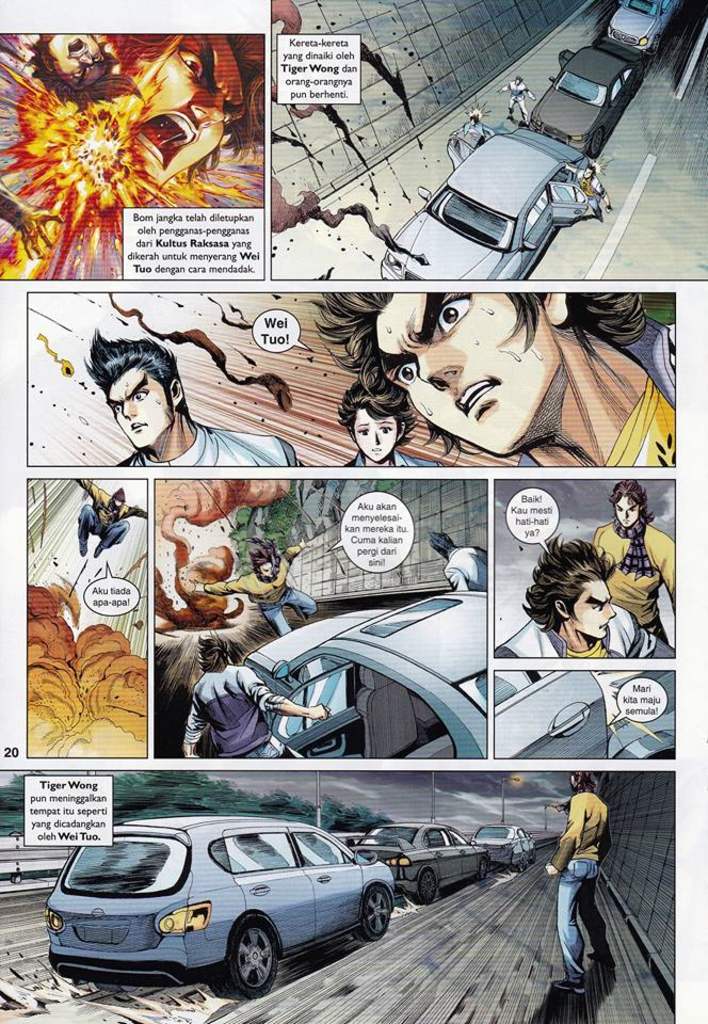 Bom jangka telah diletupkan
oleh pengganas-pengganas
dari Kultus Raksasa yang
dikerah untuk menyerang Wei
Tuo dengan cara mendadak.
Kereta-kereta
yang dinaiki oleh
Tiger Wong dan
orang-orangnya
pun berhenti.
Wei
Tuo!
Aku tiada
apa-apa!
Aku akan
menyelesai-
kan mereka itu.
Cuma kalian
pergi dari
sini!
Baik!
Kau mesti
hati-hati
ya?
Mari
kita maju
semula!
20
Tiger Wong
pun meninggalkan
tempat itu seperti
yang dicadangkan
oleh Wei Tuo.